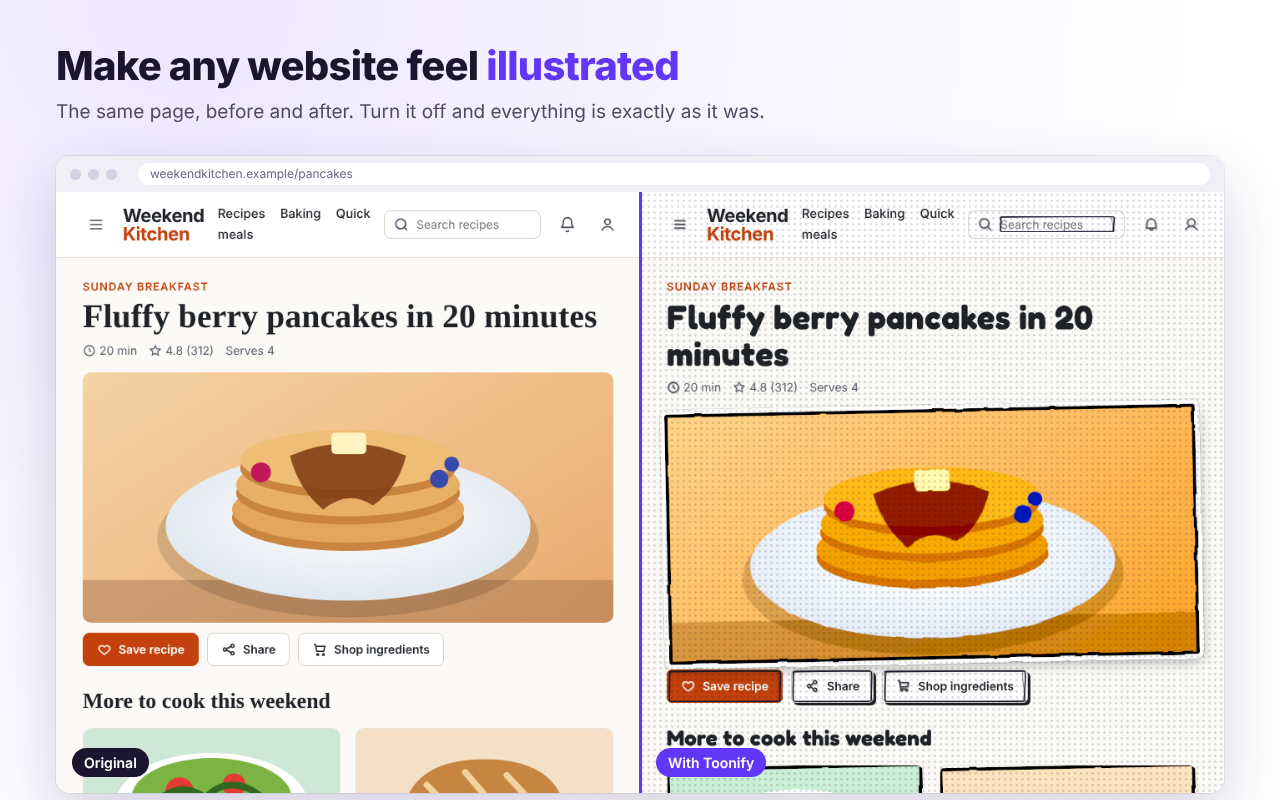 Make any website feel illustrated
The same page, before and after. Turn it off and everything is exactly as it was.
weekendkitchen.example/pancakes
Weekend
Kitchen
Recipes Baking Quick
meals
Search recipes
SUNDAY BREAKFAST
Fluffy berry pancakes in 20 minutes
20 min 4.8 (312) Serves 4
Save recipe
Share
Shop ingredients
More to cook this weekend
Original
Weekend
Kitchen
Recipes Baking Quick
meals
Search recipes
SUNDAY BREAKFAST
Fluffy berry pancakes in 20
minutes
20 min 4.8 (312) Serves 4
Save recipe
Share
Shop ingredients
More to cook this weekend
With Toonify